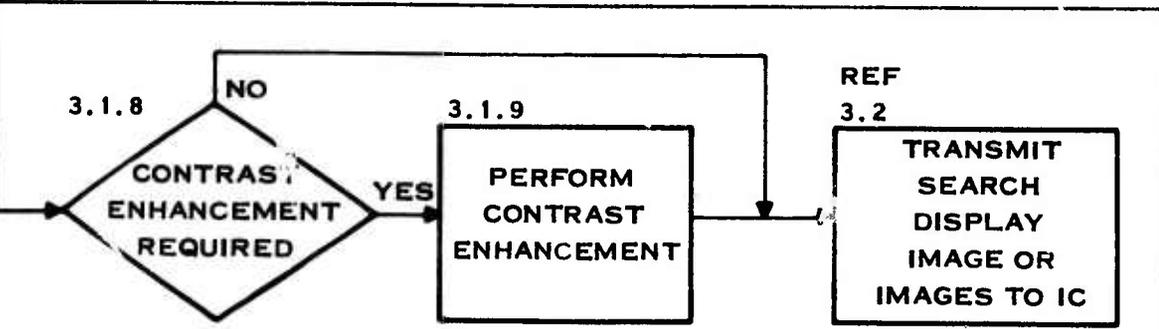 3.1.8
NO
CONTRAST
ENHANCEMENT
REQUIRED
YES
3.1.9
PERFORM
CONTRAST
ENHANCEMENT
REF
3.2
TRANSMIT
SEARCH
DISPLAY
IMAGE OR
IMAGES TO IC